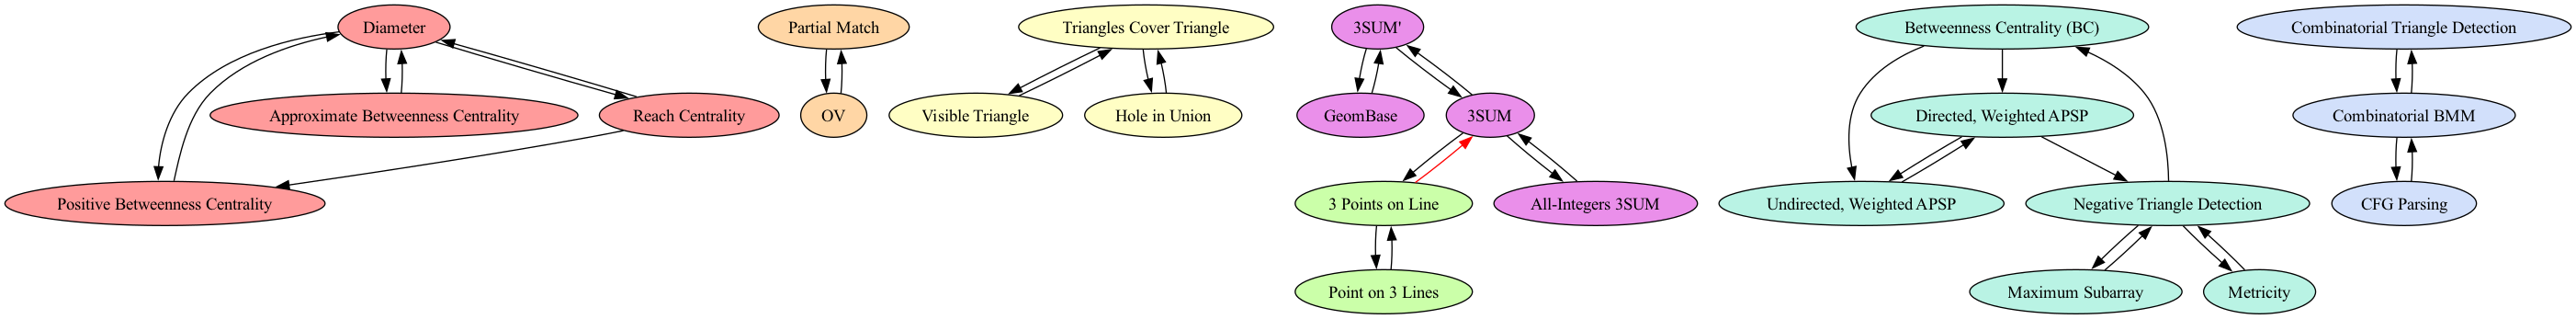 Diameter
Partial Match
Triangles Cover Triangle
3SUM'
Betweenness Centrality (BC)
Combinatorial Triangle Detection
Approximate Betweenness Centrality
Reach Centrality
OV
Visible Triangle
Hole in Union
GeomBase
3SUM
Directed, Weighted APSP
Combinatorial BMM
Positive Betweenness Centrality
3 Points on Line
All-Integers 3SUM
Undirected, Weighted APSP
Negative Triangle Detection
CFG Parsing
Point on 3 Lines
Maximum Subarray
Metricity